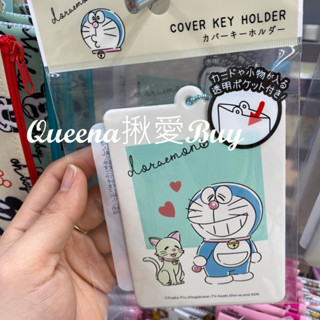 Doraemon
COVER KEY HOLDER
カバーキーホルダー
カードや小物が入る
透明ポケット付き!
Queena揪愛Buy
Doraemon